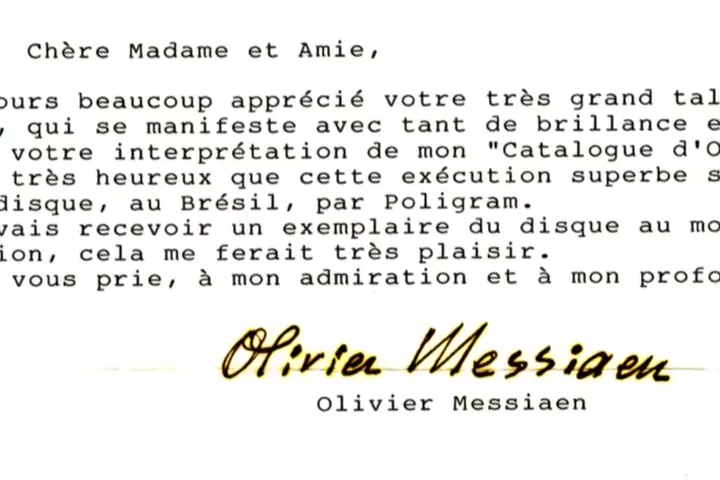 Chère Madame et Amie,
ours beaucoup apprécié votre très grand tal
, qui se manifeste avec tant de brillance e
votre interprétation de mon "Catalogue d'O
très heureux que cette exécution superbe s
disque, au Brésil, par Poligram.
vais recevoir un exemplaire du disque au mo
ion, cela me ferait très plaisir.
vous prie, à mon admiration et à mon profo
Olivier Messiaen
Olivier Messiaen